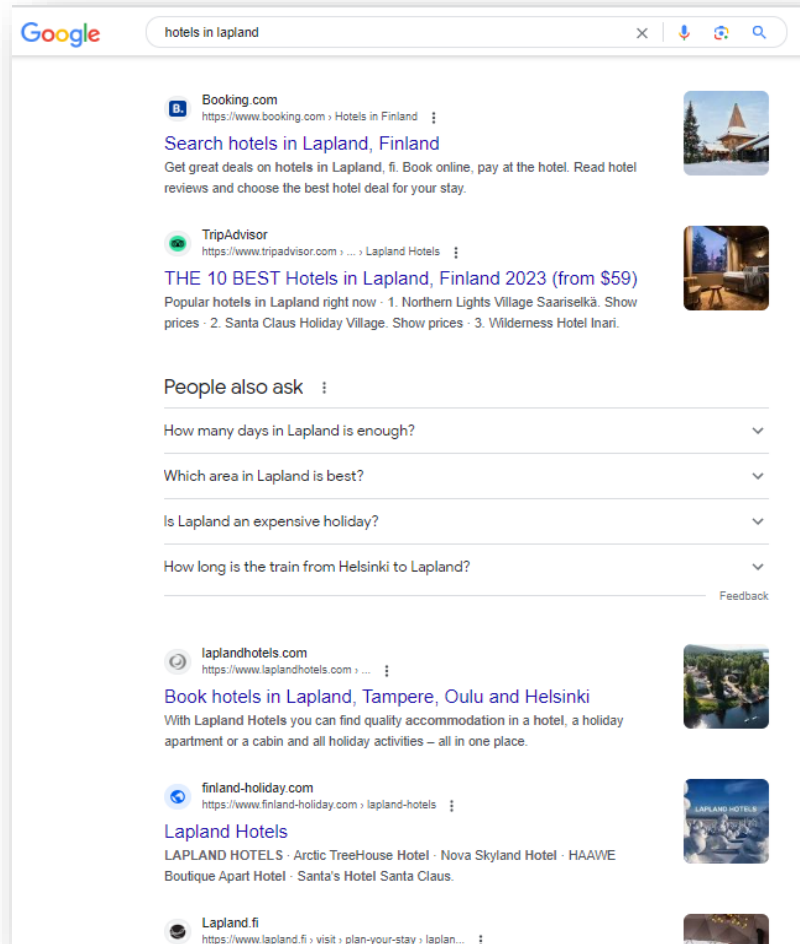 Google
hotels in lapland
B.
Booking.com
https://www.booking.com › Hotels in Finland
Search hotels in Lapland, Finland
Get great deals on hotels in Lapland, fi. Book online, pay at the hotel. Read hotel
reviews and choose the best hotel deal for your stay.
TripAdvisor
https://www.tripadvisor.com › ... › Lapland Hotels
THE 10 BEST Hotels in Lapland, Finland 2023 (from $59)
Popular hotels in Lapland right now · 1. Northern Lights Village Saariselkä. Show
prices · 2. Santa Claus Holiday Village. Show prices · 3. Wilderness Hotel Inari.
People also ask
How many days in Lapland is enough?
Which area in Lapland is best?
Is Lapland an expensive holiday?
How long is the train from Helsinki to Lapland?
Feedback
laplandhotels.com
https://www.laplandhotels.com › ...
Book hotels in Lapland, Tampere, Oulu and Helsinki
With Lapland Hotels you can find quality accommodation in a hotel, a holiday
apartment or a cabin and all holiday activities – all in one place.
finland-holiday.com
https://www.finland-holiday.com › lapland-hotels
Lapland Hotels
LAPLAND HOTELS · Arctic TreeHouse Hotel · Nova Skyland Hotel · HAAWE
Boutique Apart Hotel · Santa's Hotel Santa Claus.
LAPLAND HOTELS
Lapland.fi
https://www.lapland.fi › visit › plan-your-stay › laplan...